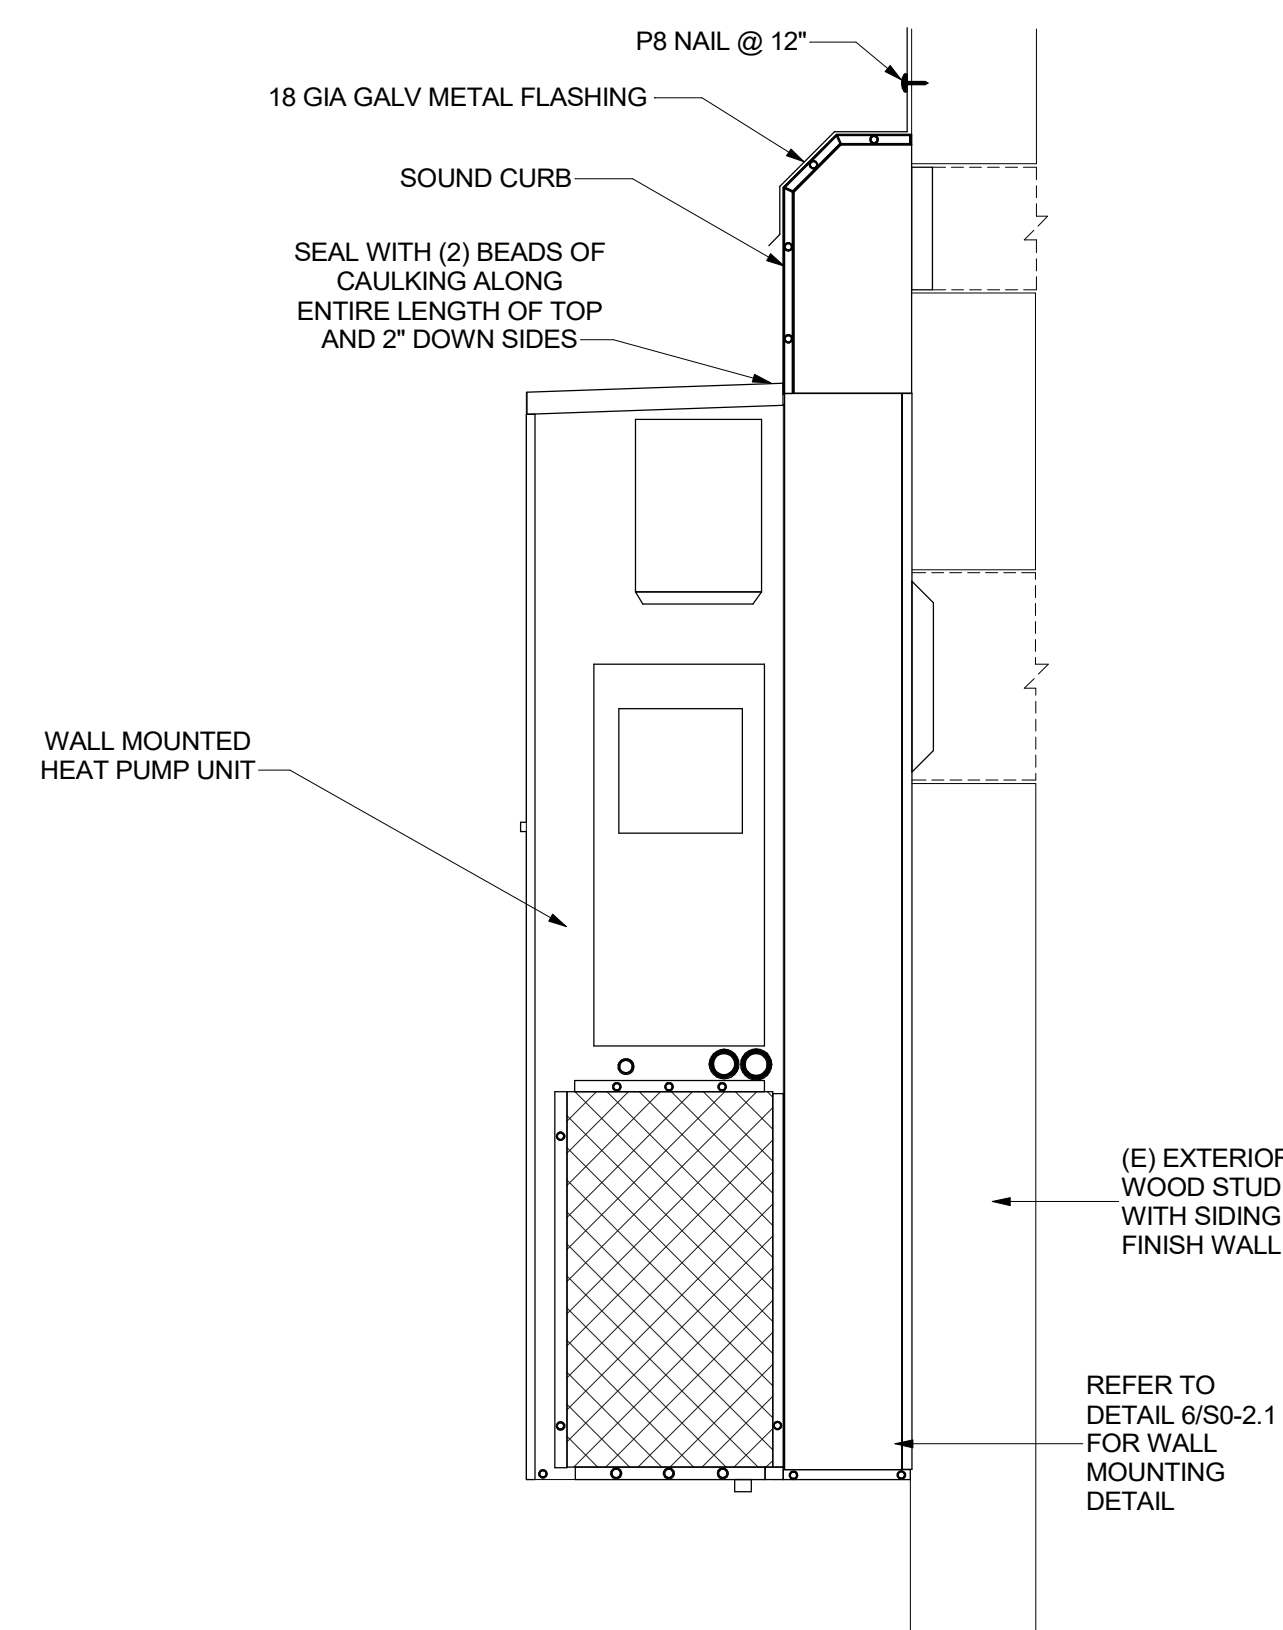 P8 NAIL @ 12"
18 GIA GALV METAL FLASHING
SOUND CURB
SEAL WITH (2) BEADS OF
CAULKING ALONG
ENTIRE LENGTH OF TOP
AND 2" DOWN SIDES
WALL MOUNTED
HEAT PUMP UNIT
(E) EXTERIOR
WOOD STUD
WITH SIDING
FINISH WALL
REFER TO
DETAIL 6/S0-2.1
FOR WALL
MOUNTING
DETAIL